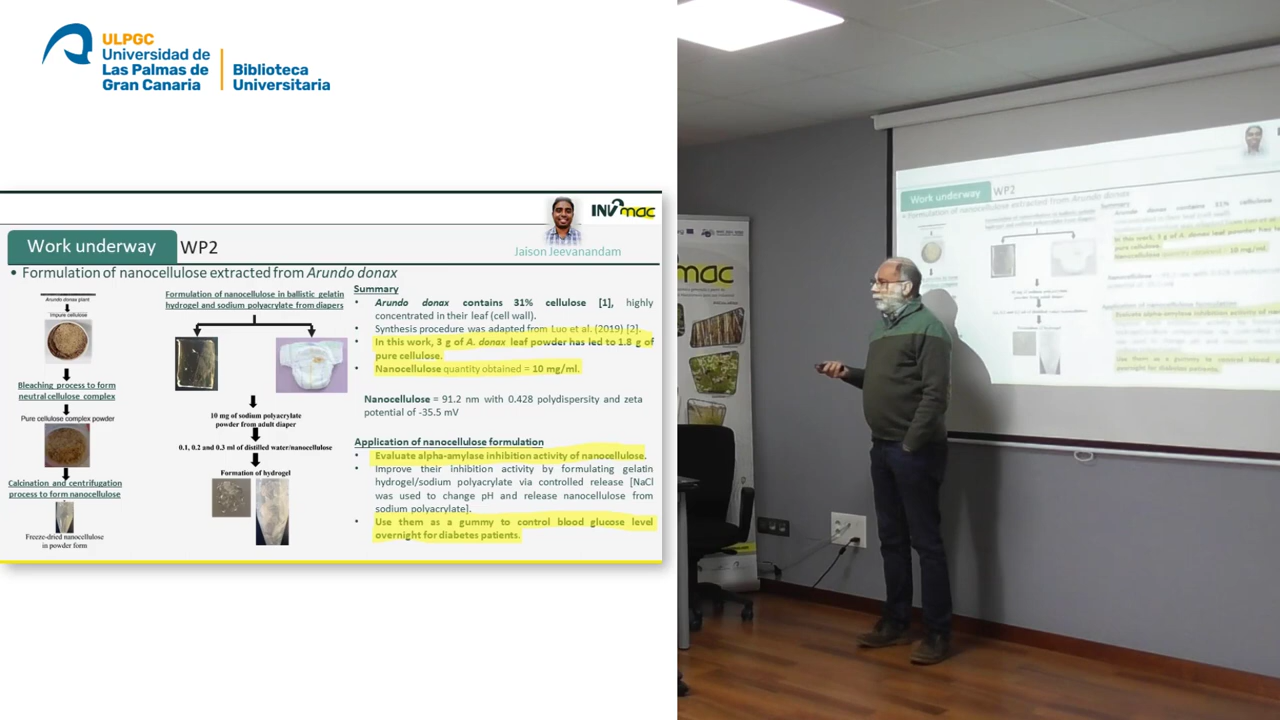 ULPGC
Universidad de
Las Palmas de
Gran Canaria
Biblioteca
Universitaria
INVmac
Work underway
WP2
Jaison Jeevanandam
• Formulation of nanocellulose extracted from Arundo donax
Arundo donax plant
Impure cellulose
Bleaching process to form
neutral cellulose complex
Pure cellulose complex powder
Calcination and centrifugation
process to form nanocellulose
Freeze-dried nanocellulose
in powder form
Formulation of nanocellulose in ballistic gelatin
hydrogel and sodium polyacrylate from diapers
10 mg of sodium polyacrylate
powder from adult diaper
0.1, 0.2 and 0.3 ml of distilled water/nanocellulose
Formation of hydrogel
Summary
• Arundo donax contains 31% cellulose [1], highly
concentrated in their leaf (cell wall).
• Synthesis procedure was adapted from Luo et al. (2019) [2].
• In this work, 3 g of A. donax leaf powder has led to 1.8 g of
pure cellulose.
• Nanocellulose quantity obtained = 10 mg/ml.
Nanocellulose = 91.2 nm with 0.428 polydispersity and zeta
potential of -35.5 mV
Application of nanocellulose formulation
• Evaluate alpha-amylase inhibition activity of nanocellulose.
• Improve their inhibition activity by formulating gelatin
hydrogel/sodium polyacrylate via controlled release [NaCl
was used to change pH and release nanocellulose from
sodium polyacrylate].
• Use them as a gummy to control blood glucose level
overnight for diabetes patients.
mac
Work underway
WP2